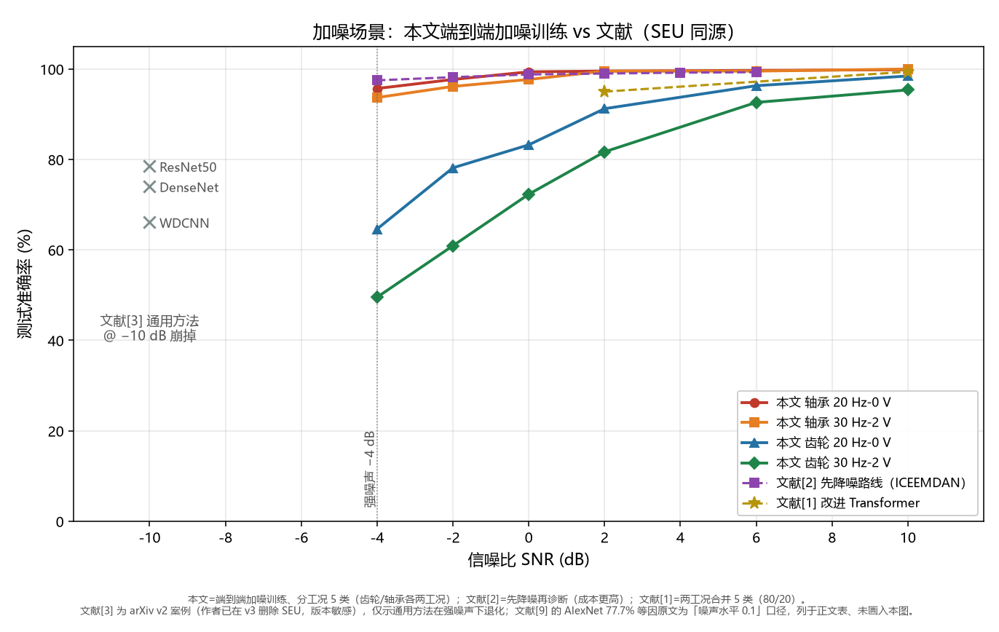 加噪场景：本文端到端加噪训练 vs 文献（SEU 同源）
测试准确率 (%)
100
80
60
40
20
0
ResNet50
DenseNet
WDCNN
文献[3] 通用方法
@ −10 dB 崩掉
强噪声 −4 dB
本文 轴承 20 Hz-0 V
本文 轴承 30 Hz-2 V
本文 齿轮 20 Hz-0 V
本文 齿轮 30 Hz-2 V
文献[2] 先降噪路线（ICEEMDAN）
文献[1] 改进 Transformer
-10 -8 -6 -4 -2 0 2 4 6 8 10
信噪比 SNR (dB)
本文=端到端加噪训练、分工况 5 类（齿轮/轴承各两工况）；文献[2]=先降噪再诊断（成本更高）；文献[1]=两工况合并 5 类（80/20）。
文献[3] 为 arXiv v2 案例（作者已在 v3 删除 SEU，版本敏感），仅示通用方法在强噪声下退化；文献[9] 的 AlexNet 77.7% 等因原文为「噪声水平 0.1」口径，列于正文表、未画入本图。